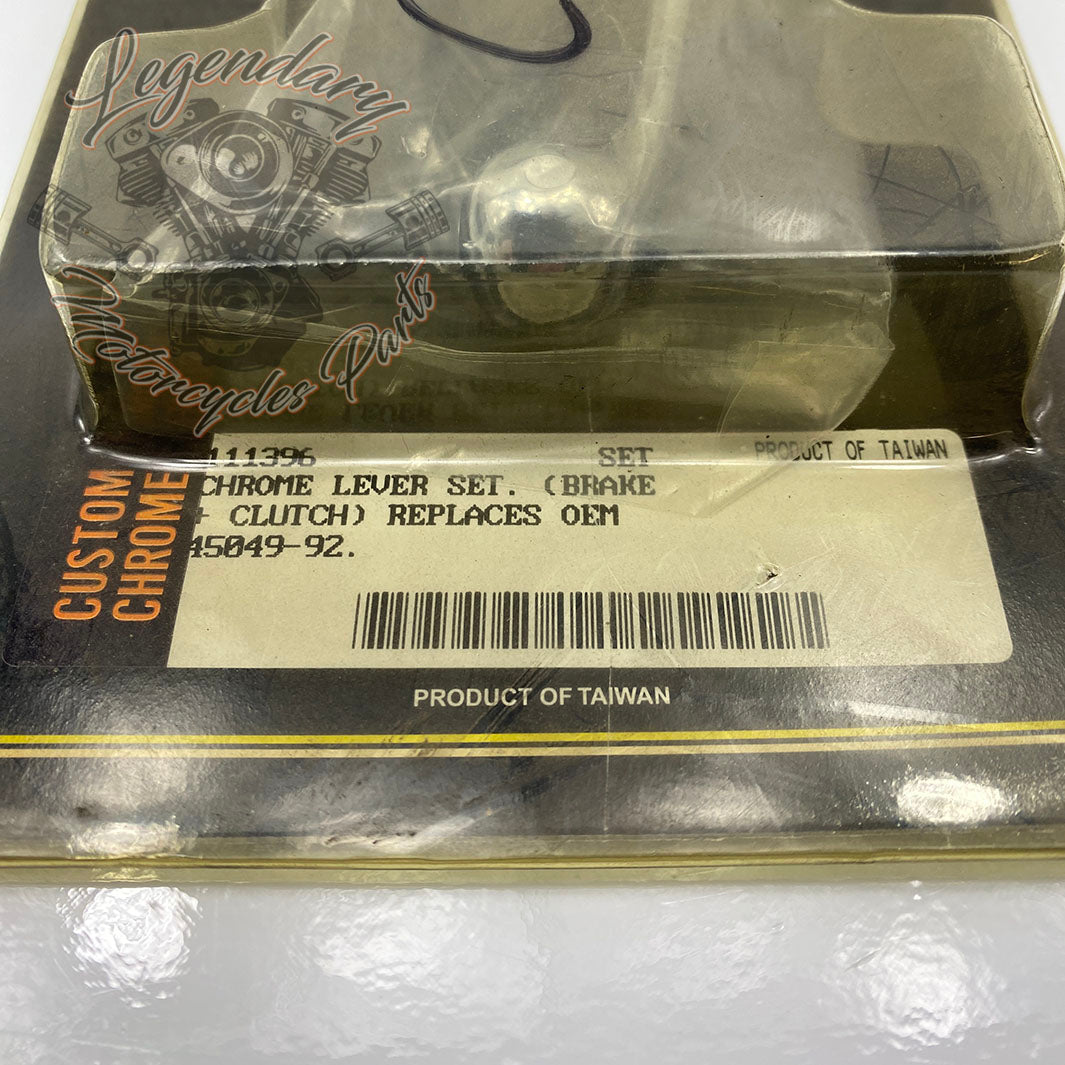 Legendary
Motorcycles Parts
111396 SET PRODUCT OF TAIWAN
CHROME LEVER SET. (BRAKE
+ CLUTCH) REPLACES OEM
45049-92.
CUSTOM
CHROME
PRODUCT OF TAIWAN